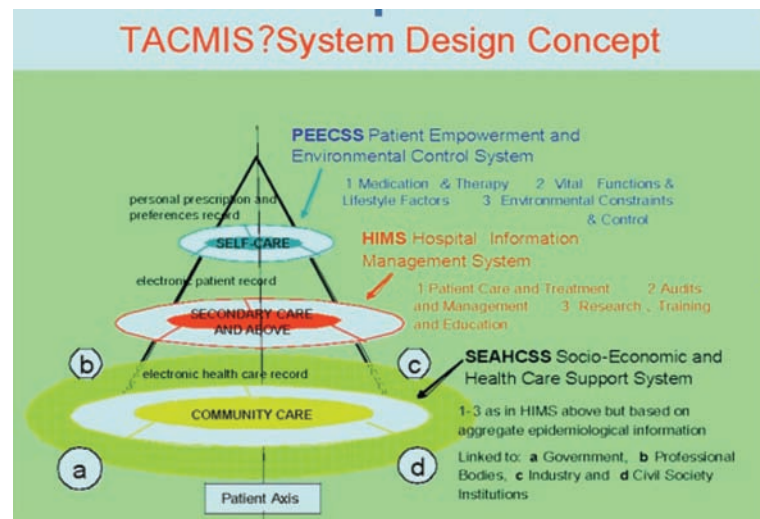 TACMIS?System Design Concept
PEECSS Patient Empowerment and
Environmental Control System
1 Medication & Therapy 2 Vital Functions &
Lifestyle Factors 3 Environmental Constraints
& Control
personal prescription and
preferences record
SELF-CARE
HIMS Hospital Information
Management System
electronic patient record
1 Patient Care and Treatment 2 Audits
and Management 3 Research , Training
and Education
SECONDARY CARE
AND ABOVE
b
c
SEAHCSS Socio-Economic and
Health Care Support System
electronic health care record
COMMUNITY CARE
1-3 as in HIMS above but based on
aggregate epidemiological information
a
d
Linked to: a Government, b Professional
Bodies, c Industry and d Civil Society
Institutions
Patient Axis